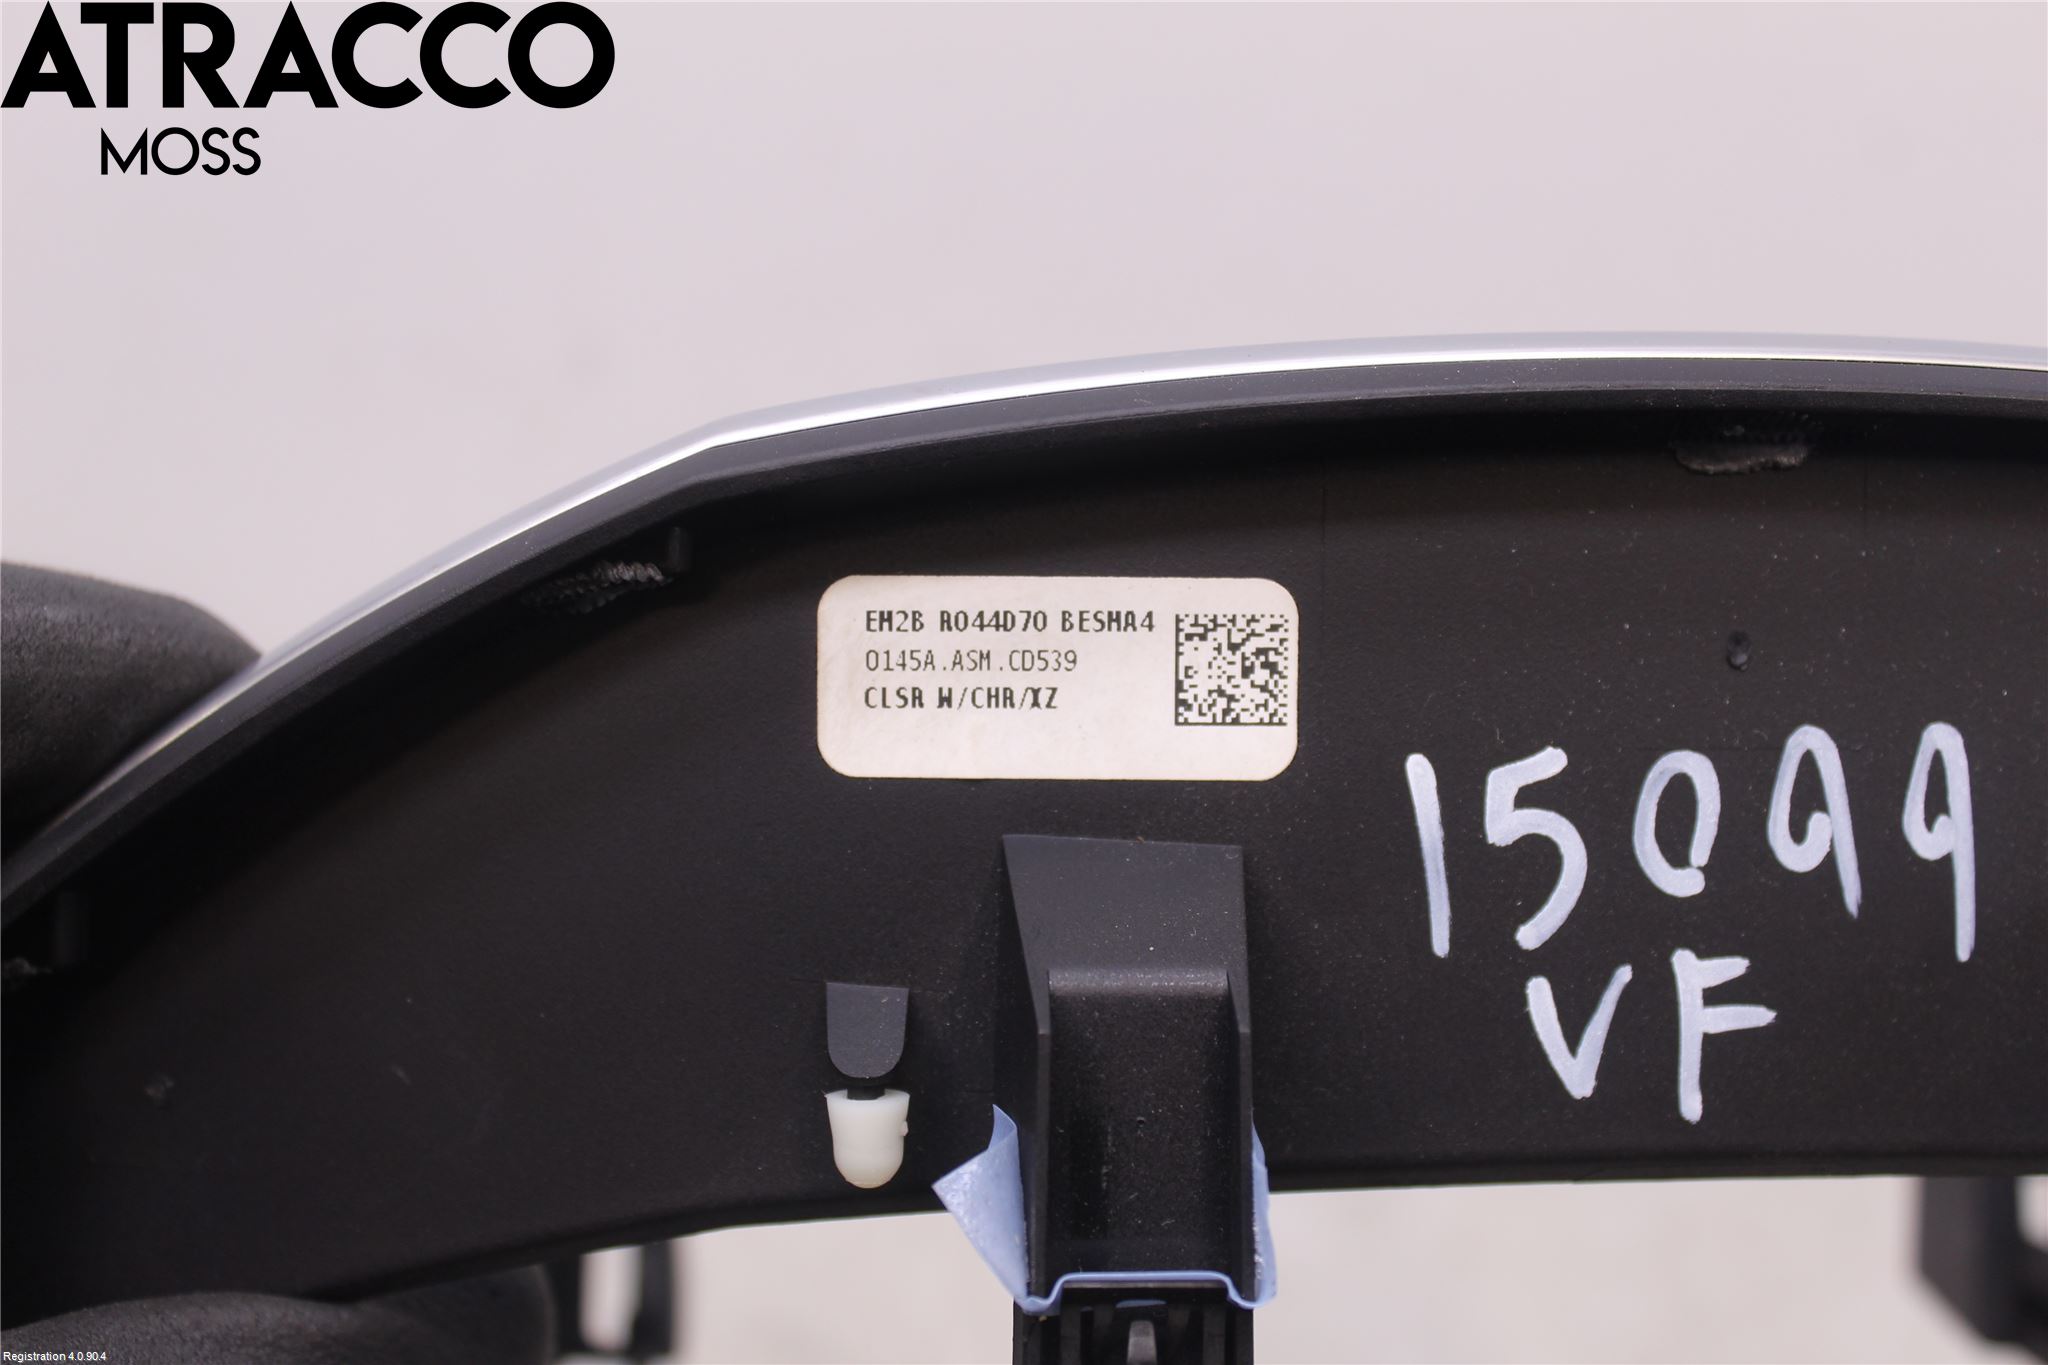 ATRACCO
MOSS
EM2B R044D70 BESMA4
0145A.ASM.CD539
CLSR W/CHR/XZ
15099
VF
Registration 4.0.90.4